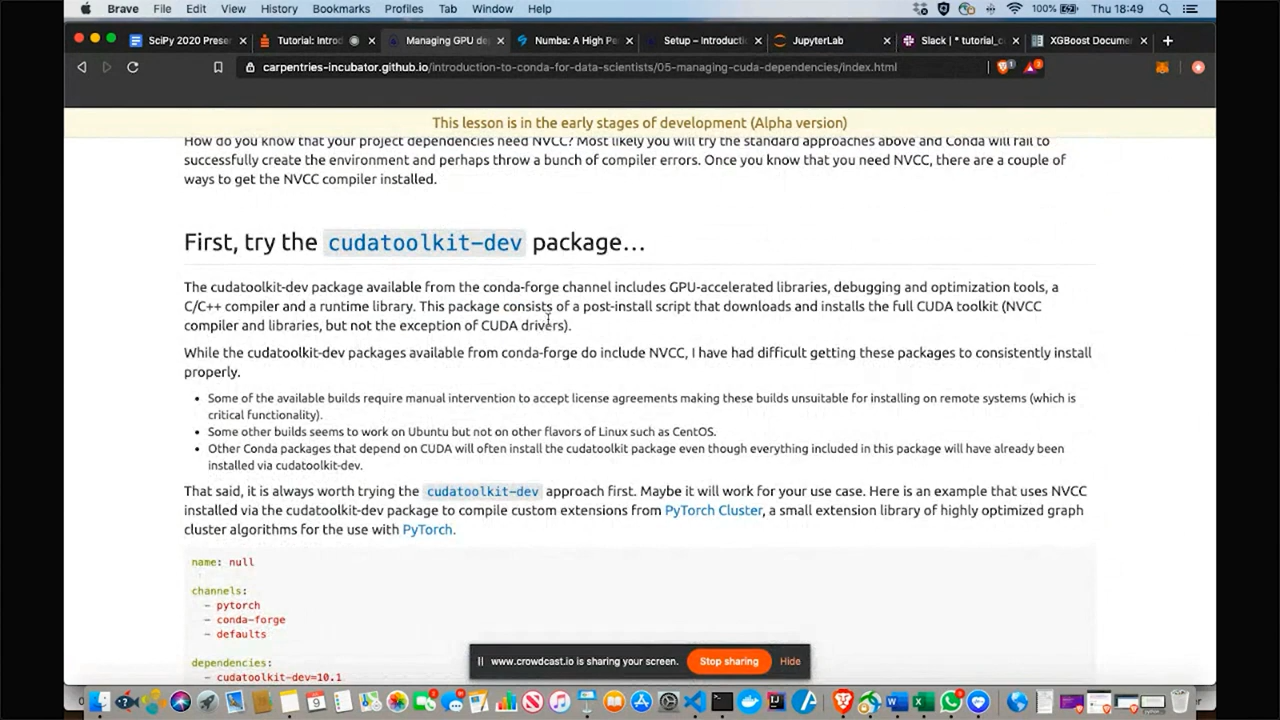 Brave File Edit View History Bookmarks Profiles Tab Window Help 100% Thu 18:49
SciPy 2020 Prese Tutorial: Introd Managing GPU de Numba: A High P Setup – Introducti JupyterLab Slack | * tutorial_c XGBoost Docume
carpentries-incubator.github.io/introduction-to-conda-for-data-scientists/05-managing-cuda-dependencies/index.html
This lesson is in the early stages of development (Alpha version)
How do you know that your project dependencies need NVCC? Most likely you will try the standard approaches above and Conda will fail to
successfully create the environment and perhaps throw a bunch of compiler errors. Once you know that you need NVCC, there are a couple of
ways to get the NVCC compiler installed.
First, try the cudatoolkit-dev package…
The cudatoolkit-dev package available from the conda-forge channel includes GPU-accelerated libraries, debugging and optimization tools, a
C/C++ compiler and a runtime library. This package consists of a post-install script that downloads and installs the full CUDA toolkit (NVCC
compiler and libraries, but not the exception of CUDA drivers).
While the cudatoolkit-dev packages available from conda-forge do include NVCC, I have had difficult getting these packages to consistently install
properly.
• Some of the available builds require manual intervention to accept license agreements making these builds unsuitable for installing on remote systems (which is
critical functionality).
• Some other builds seems to work on Ubuntu but not on other flavors of Linux such as CentOS.
• Other Conda packages that depend on CUDA will often install the cudatoolkit package even though everything included in this package will have already been
installed via cudatoolkit-dev.
That said, it is always worth trying the cudatoolkit-dev approach first. Maybe it will work for your use case. Here is an example that uses NVCC
installed via the cudatoolkit-dev package to compile custom extensions from PyTorch Cluster, a small extension library of highly optimized graph
cluster algorithms for the use with PyTorch.
name: null
channels:
- pytorch
- conda-forge
- defaults
dependencies:
- cudatoolkit-dev=10.1
www.crowdcast.io is sharing your screen. Stop sharing Hide